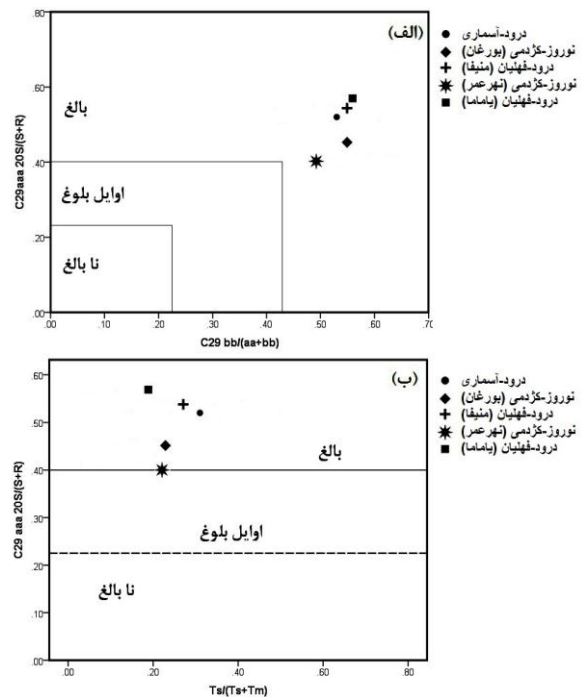 (الف)
.80
.60
.40
.20
.00
C29aaa 20S/(S+R)
بالغ
اوایل بلوغ
نا بالغ
.00 .10 .20 .30 .40 .50 .60 .70
C29 bb/(aa+bb)
درود-آسماری
نوروز-کژدمی (بورغان)
درود-فهلیان (منیفا)
نوروز-کژدمی (نهرعمر)
درود-فهلیان (یاماما)
(ب)
.60
.50
.40
.30
.20
.10
.00
C29 aaa 20S/(S+R)
بالغ
اوایل بلوغ
نا بالغ
.00 .20 .40 .60 .80
Ts/(Ts+Tm)
درود-آسماری
نوروز-کژدمی (بورغان)
درود-فهلیان (منیفا)
نوروز-کژدمی (نهرعمر)
درود-فهلیان (یاماما)